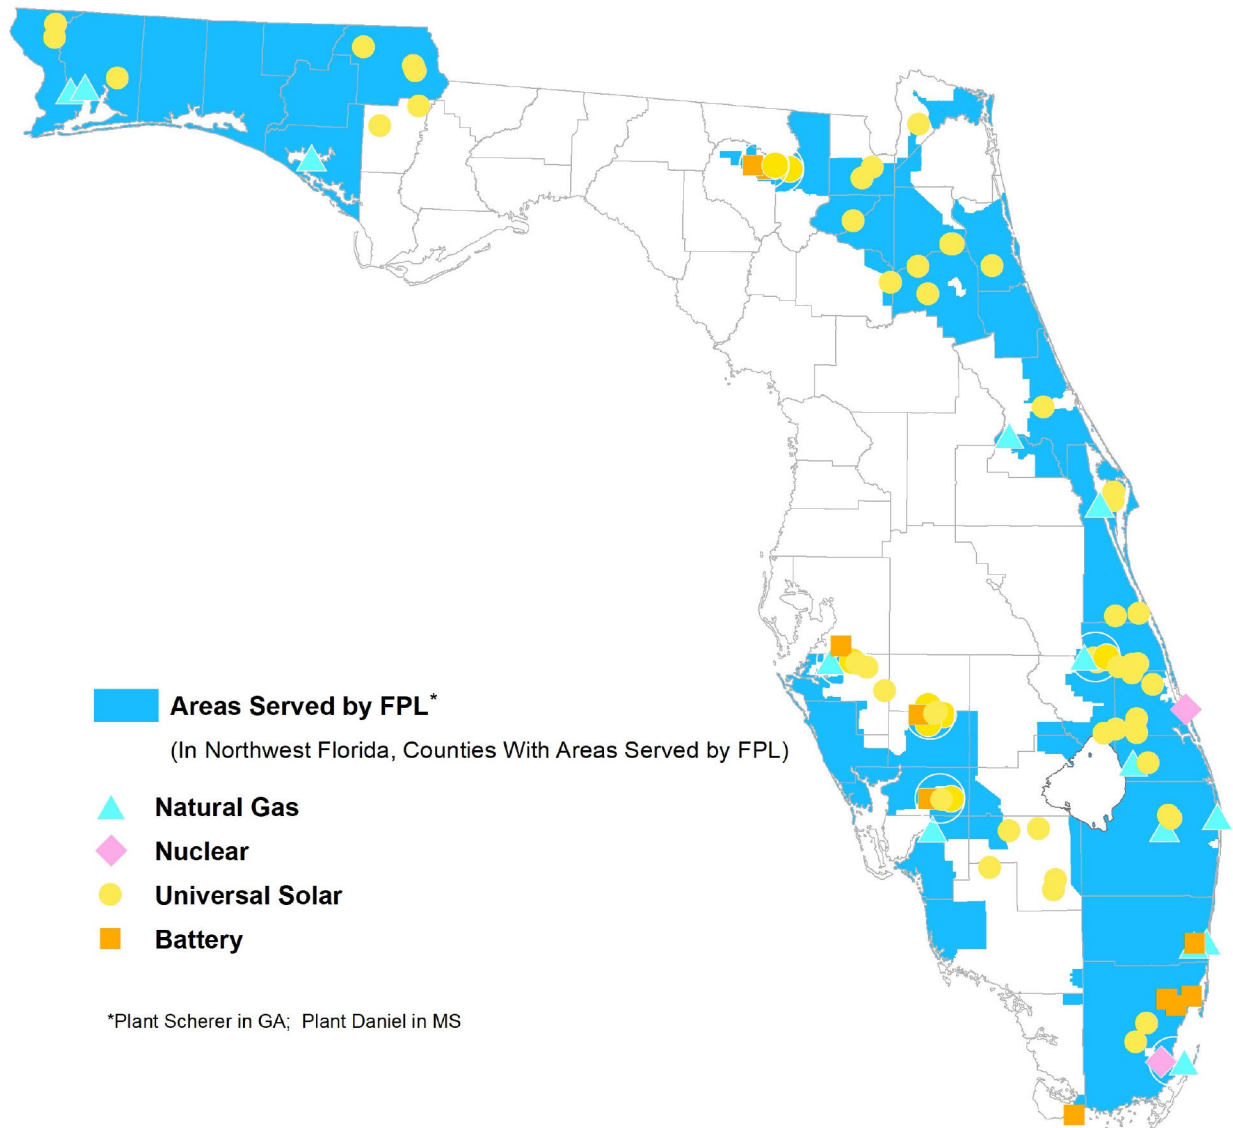 Areas Served by FPL*
(In Northwest Florida, Counties With Areas Served by FPL)
Natural Gas
Nuclear
Universal Solar
Battery
*Plant Scherer in GA;  Plant Daniel in MS